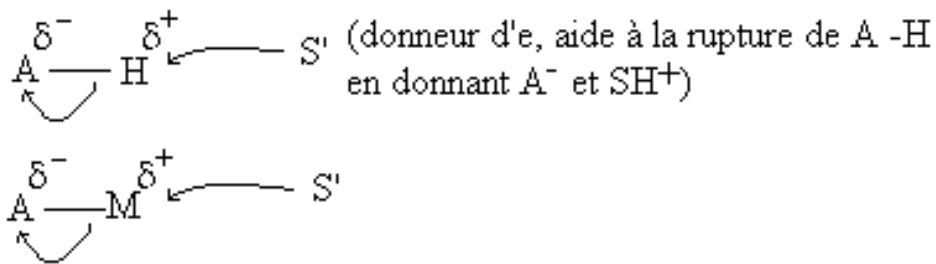 δ⁻ δ⁺
A — H S' (donneur d'e, aide à la rupture de A -H
en donnant A⁻ et SH⁺)
δ⁻ δ⁺
A — M S'